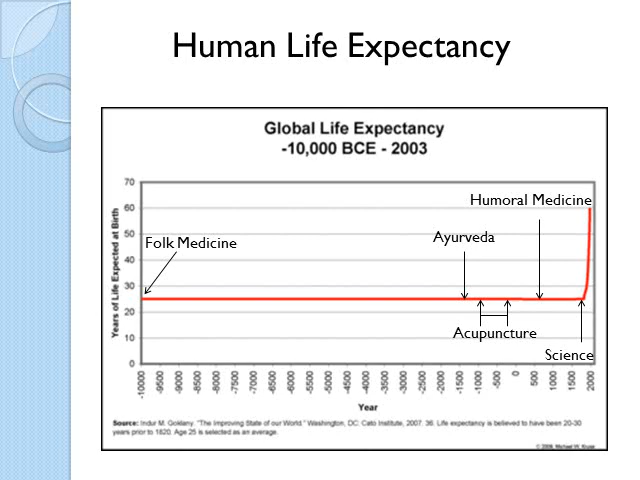 Human Life Expectancy
Global Life Expectancy
-10,000 BCE - 2003
Years of Life Expected at Birth
70
60
50
40
30
20
10
0
Humoral Medicine
Folk Medicine
Ayurveda
Acupuncture
Science
-10000
-9500
-9000
-8500
-8000
-7500
-7000
-6500
-6000
-5500
-5000
-4500
-4000
-3500
-3000
-2500
-2000
-1500
-1000
-500
0
500
1000
1500
2000
Year
Source: Indur M. Goklany. "The Improving State of our World." Washington, DC: Cato Institute, 2007. 36. Life expectancy is believed to have been 20-30
years prior to 1820. Age 25 is selected as an average.